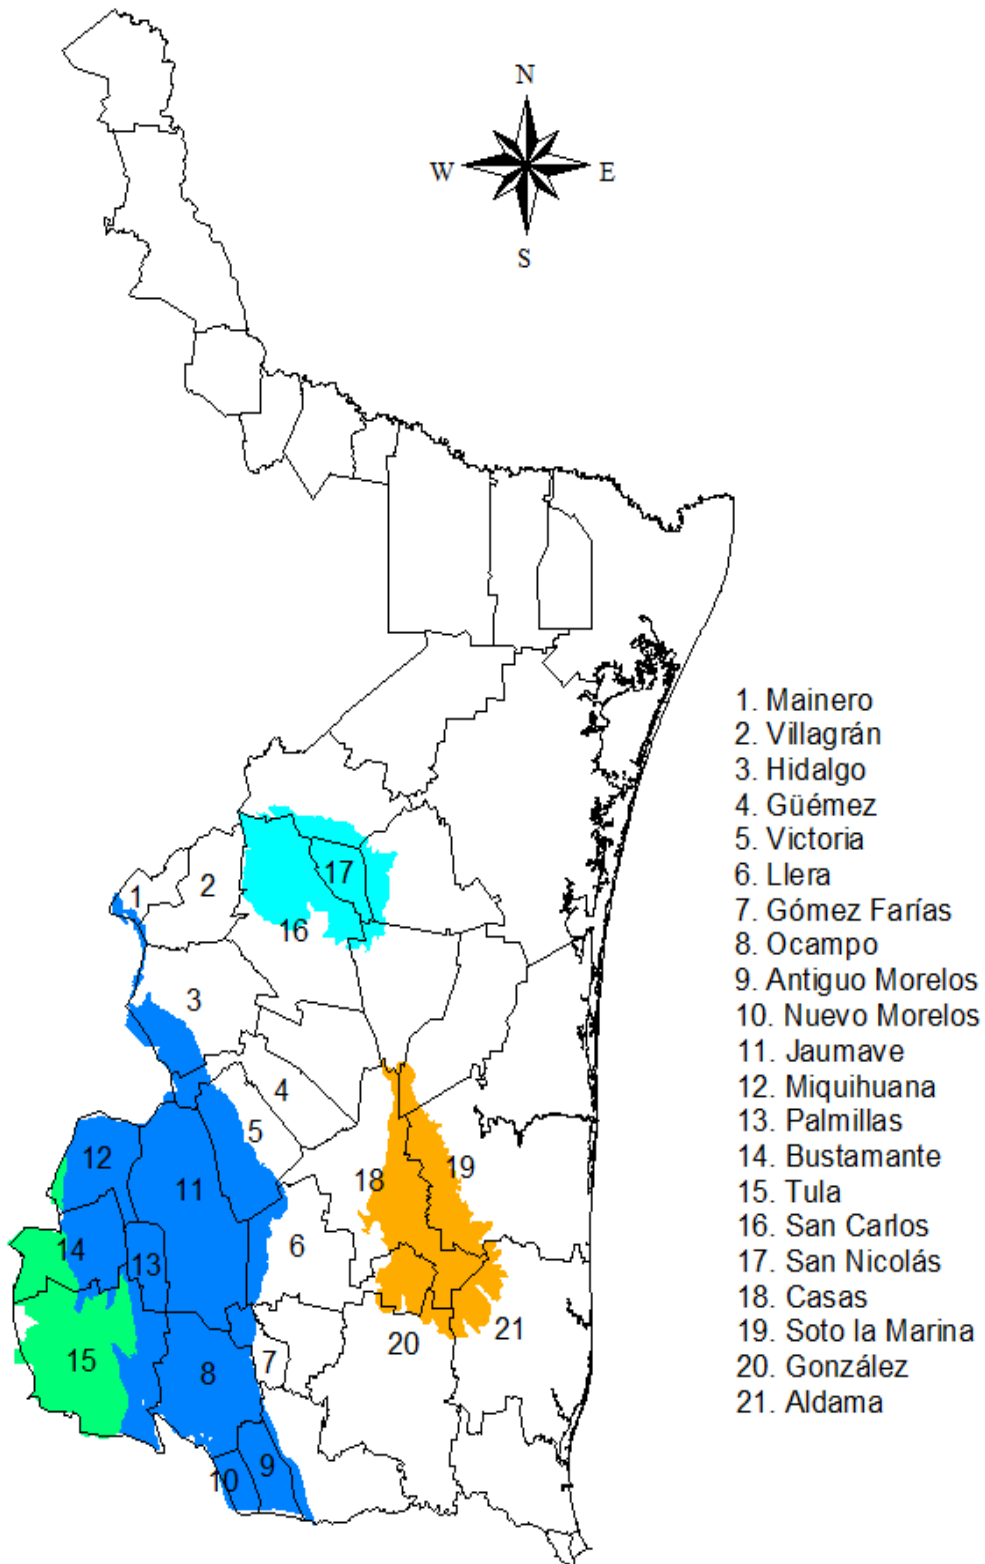 N
W E
S
1. Mainero
2. Villagrán
3. Hidalgo
4. Güémez
5. Victoria
6. Llera
7. Gómez Farías
8. Ocampo
9. Antiguo Morelos
10. Nuevo Morelos
11. Jaumave
12. Miquihuana
13. Palmillas
14. Bustamante
15. Tula
16. San Carlos
17. San Nicolás
18. Casas
19. Soto la Marina
20. González
21. Aldama
1
2
17
16
3
4
5
12
11
18
19
14
13
6
15
8
7
20
21
10
9